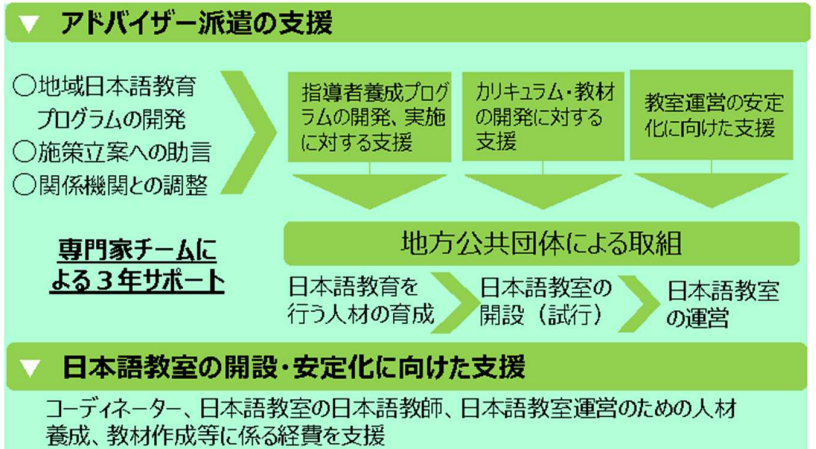 ▼ アドバイザー派遣の支援
○地域日本語教育
プログラムの開発
○施策立案への助言
○関係機関との調整
指導者養成プログ
ラムの開発、実施
に対する支援
カリキュラム・教材
の開発に対する
支援
教室運営の安定
化に向けた支援
専門家チームに
よる３年サポート
地方公共団体による取組
日本語教育を
行う人材の育成
日本語教室の
開設（試行）
日本語教室
の運営
▼ 日本語教室の開設・安定化に向けた支援
コーディネーター、日本語教室の日本語教師、日本語教室運営のための人材
養成、教材作成等に係る経費を支援